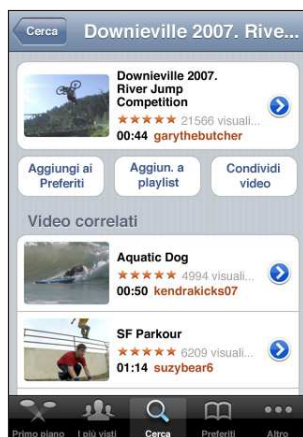 Cerca
Downieville 2007. Rive...
Downieville 2007.
River Jump
Competition
21566 visuali...
00:44 garythebutcher
Aggiungi ai
Preferiti
Aggiun. a
playlist
Condividi
video
Video correlati
Aquatic Dog
4994 visuali...
00:50 kendrakicks07
SF Parkour
6209 visuali...
01:14 suzybear6
Primo piano
I più visti
Cerca
Preferiti
Altro